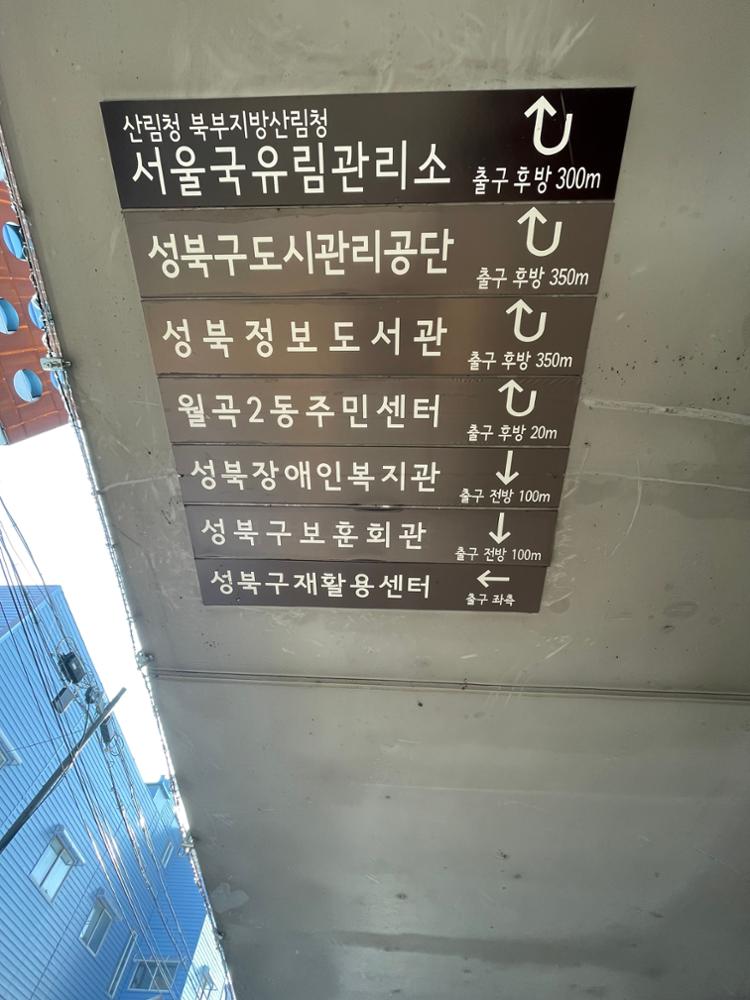 산림청 북부지방산림청
서울국유림관리소 출구 후방 300m
성북구도시관리공단 출구 후방 350m
성북정보도서관 출구 후방 350m
월곡2동주민센터 출구 후방 20m
성북장애인복지관 출구 전방 100m
성북구보훈회관 출구 전방 100m
성북구재활용센터 출구 좌측